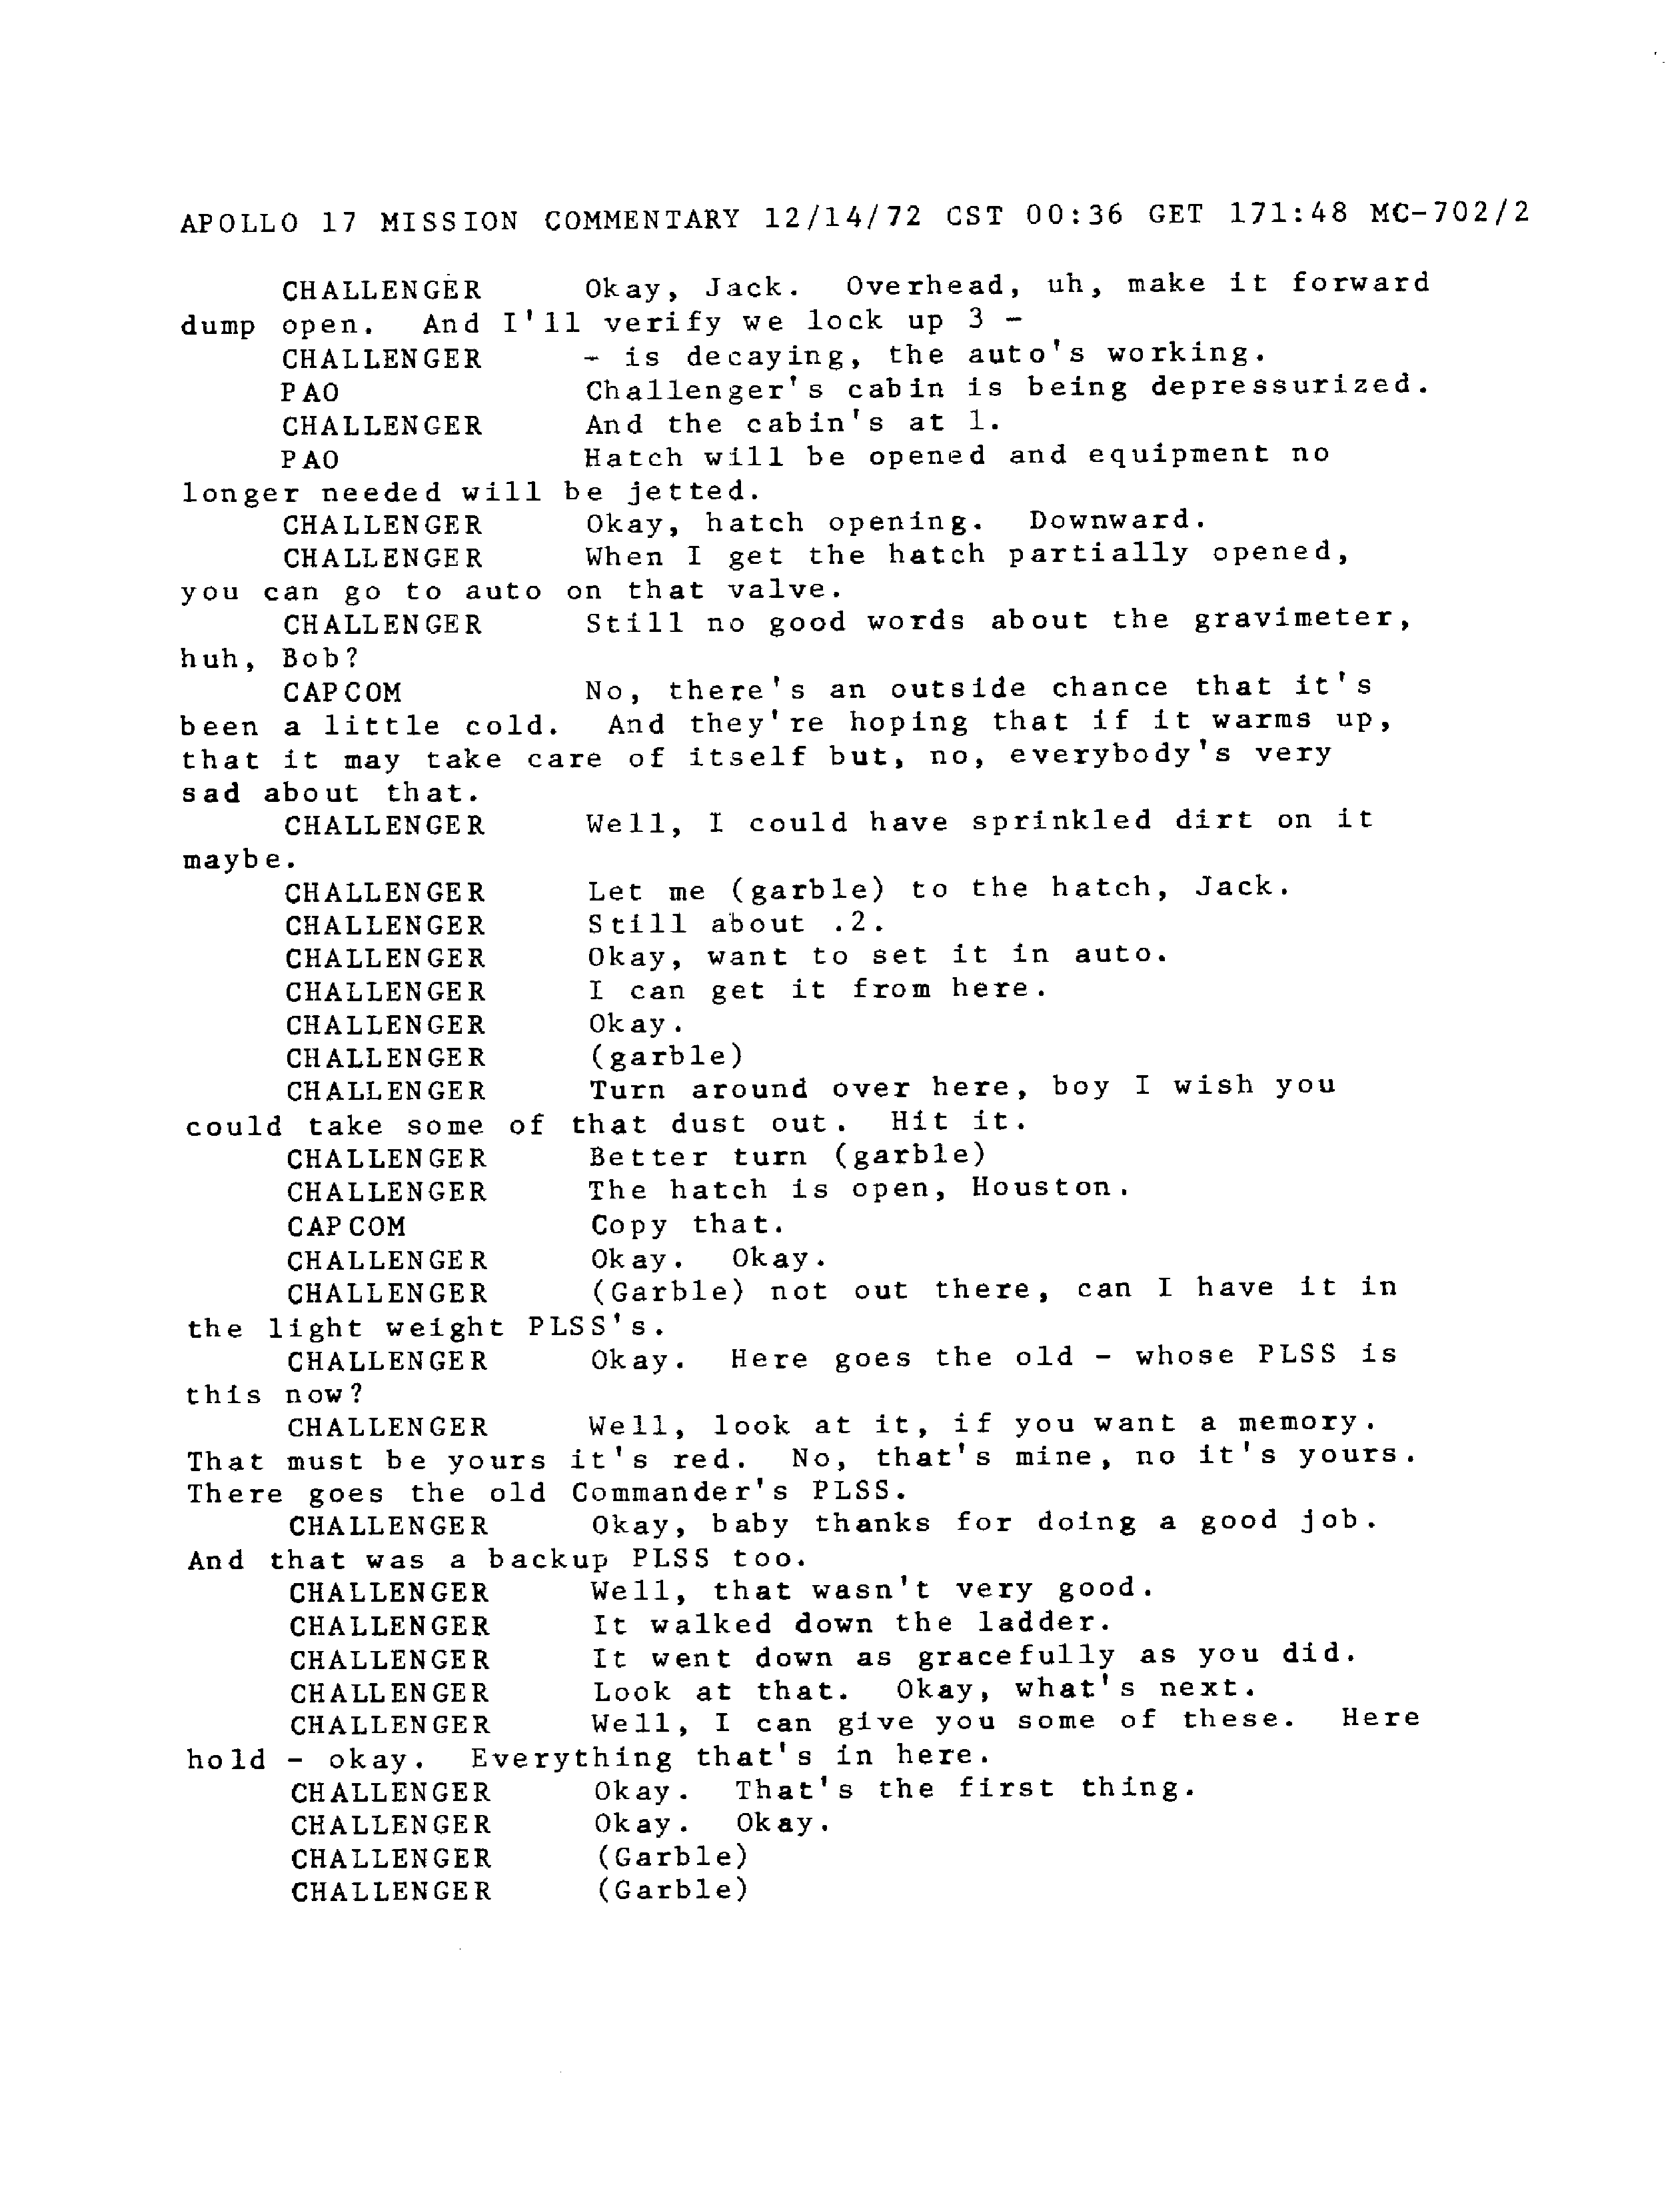 APOLLO 17 MISSION COMMENTARY 12/14/72 CST 00:36 GET 171:48 MC-702/2
CHALLENGER Okay, Jack. Overhead, uh, make it forward
dump open. And I'll verify we lock up 3 -
CHALLENGER - is decaying, the auto's working.
PAO Challenger's cabin is being depressurized.
CHALLENGER And the cabin's at 1.
PAO Hatch will be opened and equipment no
longer needed will be jetted.
CHALLENGER Okay, hatch opening. Downward.
CHALLENGER When I get the hatch partially opened,
you can go to auto on that valve.
CHALLENGER Still no good words about the gravimeter,
huh, Bob?
CAPCOM No, there's an outside chance that it's
been a little cold. And they're hoping that if it warms up,
that it may take care of itself but, no, everybody's very
sad about that.
CHALLENGER Well, I could have sprinkled dirt on it
maybe.
CHALLENGER Let me (garble) to the hatch, Jack.
CHALLENGER Still about .2.
CHALLENGER Okay, want to set it in auto.
CHALLENGER I can get it from here.
CHALLENGER Okay.
CHALLENGER (garble)
CHALLENGER Turn around over here, boy I wish you
could take some of that dust out. Hit it.
CHALLENGER Better turn (garble)
CHALLENGER The hatch is open, Houston.
CAPCOM Copy that.
CHALLENGER Okay. Okay.
CHALLENGER (Garble) not out there, can I have it in
the light weight PLSS's.
CHALLENGER Okay. Here goes the old - whose PLSS is
this now?
CHALLENGER Well, look at it, if you want a memory.
That must be yours it's red. No, that's mine, no it's yours.
There goes the old Commander's PLSS.
CHALLENGER Okay, baby thanks for doing a good job.
And that was a backup PLSS too.
CHALLENGER Well, that wasn't very good.
CHALLENGER It walked down the ladder.
CHALLENGER It went down as gracefully as you did.
CHALLENGER Look at that. Okay, what's next.
CHALLENGER Well, I can give you some of these. Here
hold - okay. Everything that's in here.
CHALLENGER Okay. That's the first thing.
CHALLENGER Okay. Okay.
CHALLENGER (Garble)
CHALLENGER (Garble)